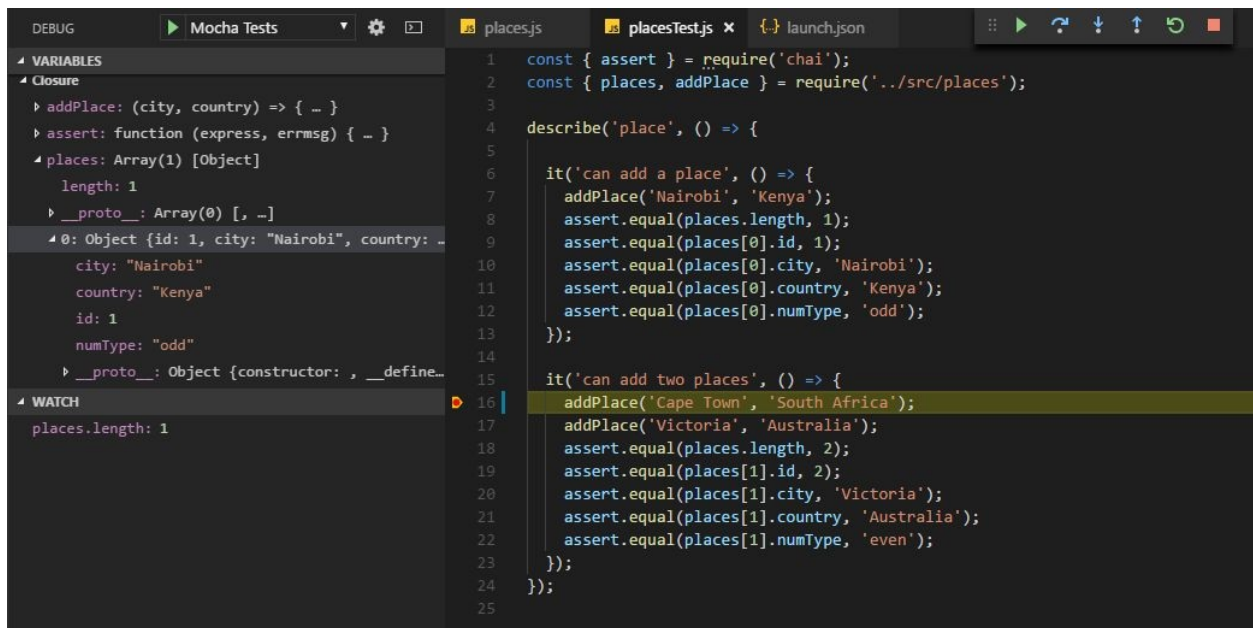 DEBUG Mocha Tests
VARIABLES
Closure
addPlace: (city, country) => { … }
assert: function (express, errmsg) { … }
places: Array(1) [Object]
length: 1
__proto__: Array(0) [, …]
0: Object {id: 1, city: "Nairobi", country: …
city: "Nairobi"
country: "Kenya"
id: 1
numType: "odd"
__proto__: Object {constructor: , __define…
WATCH
places.length: 1
JS places.js JS placesTest.js × {..} launch.json
1 const { assert } = require('chai');
2 const { places, addPlace } = require('../src/places');
3
4 describe('place', () => {
5
6 it('can add a place', () => {
7 addPlace('Nairobi', 'Kenya');
8 assert.equal(places.length, 1);
9 assert.equal(places[0].id, 1);
10 assert.equal(places[0].city, 'Nairobi');
11 assert.equal(places[0].country, 'Kenya');
12 assert.equal(places[0].numType, 'odd');
13 });
14
15 it('can add two places', () => {
16 addPlace('Cape Town', 'South Africa');
17 addPlace('Victoria', 'Australia');
18 assert.equal(places.length, 2);
19 assert.equal(places[1].id, 2);
20 assert.equal(places[1].city, 'Victoria');
21 assert.equal(places[1].country, 'Australia');
22 assert.equal(places[1].numType, 'even');
23 });
24 });
25